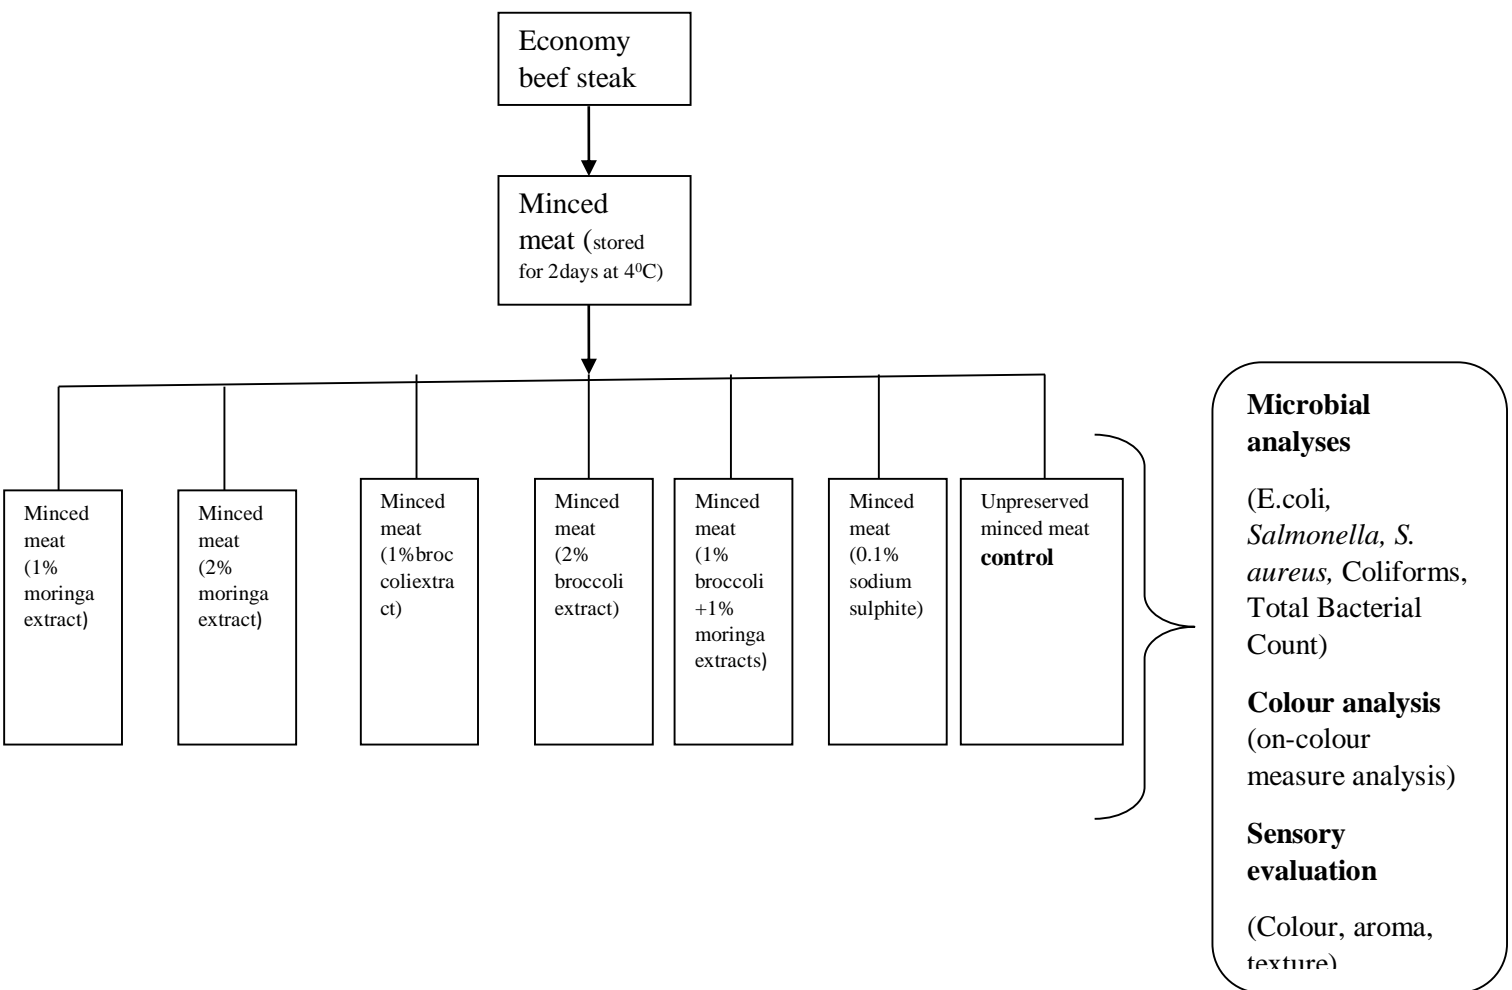 Economy
beef steak
Minced
meat (stored
for 2days at 4⁰C)
Minced
meat
(1%
moringa
extract)
Minced
meat
(2%
moringa
extract)
Minced
meat
(1%broc
coliextra
ct)
Minced
meat
(2%
broccoli
extract)
Minced
meat
(1%
broccoli
+1%
moringa
extracts)
Minced
meat
(0.1%
sodium
sulphite)
Unpreserved
minced meat
control
Microbial
analyses
(E.coli,
Salmonella, S.
aureus, Coliforms,
Total Bacterial
Count)
Colour analysis
(on-colour
measure analysis)
Sensory
evaluation
(Colour, aroma,
texture)